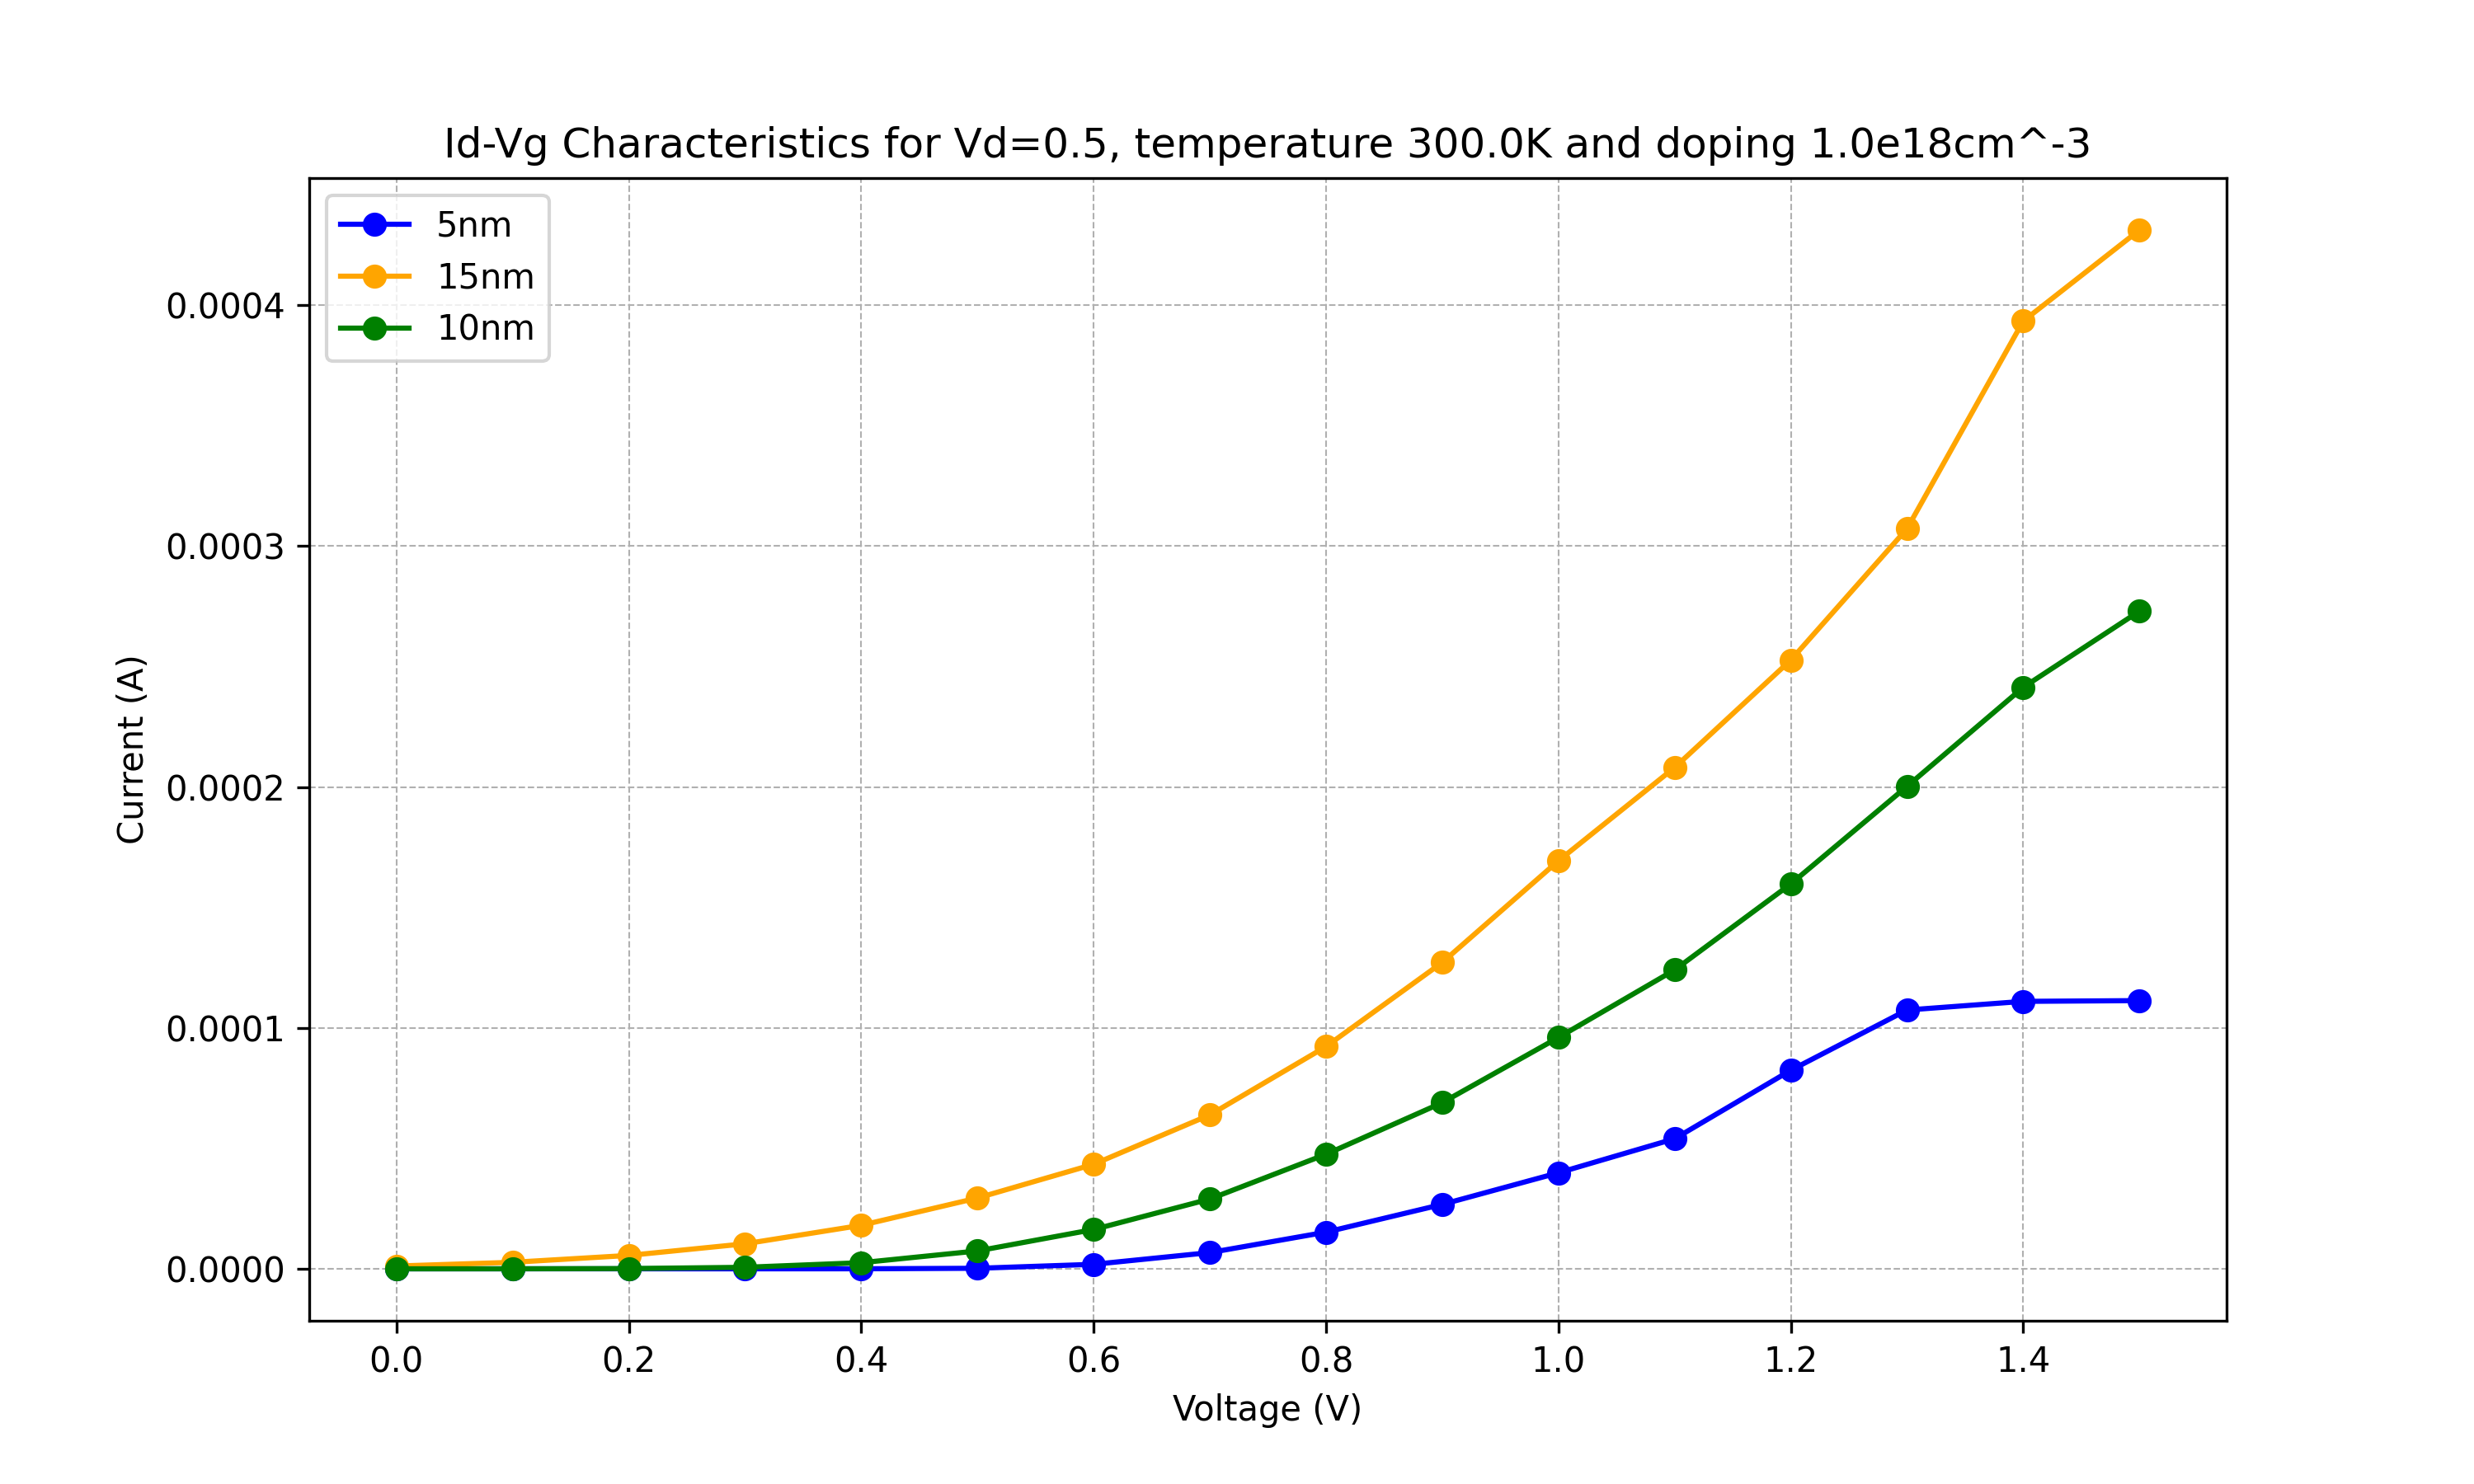 Id-Vg Characteristics for Vd=0.5, temperature 300.0K and doping 1.0e18cm^-3
5nm
15nm
10nm
0.0004
0.0003
0.0002
0.0001
0.0000
Current (A)
0.0 0.2 0.4 0.6 0.8 1.0 1.2 1.4
Voltage (V)